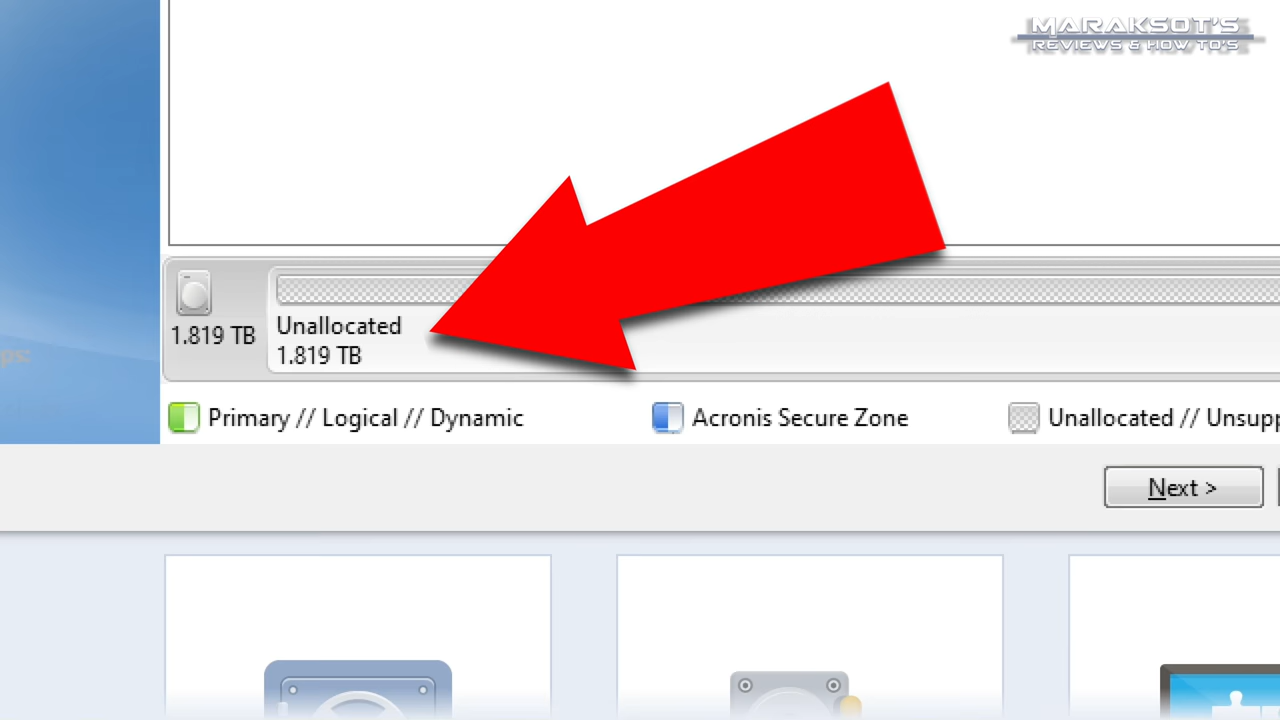 MARAKSOT'S
REVIEWS & HOW TO'S
1.819 TB
Unallocated
1.819 TB
ps:
Primary // Logical // Dynamic
Acronis Secure Zone
Unallocated // Unsupp
Next >